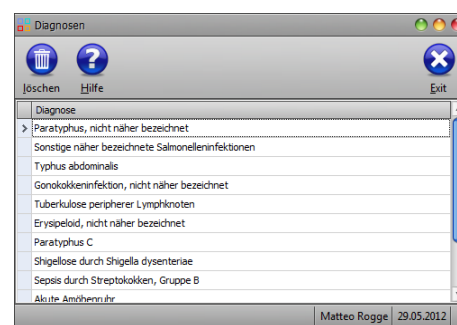 Diagnosen
löschen Hilfe Exit
Diagnose
Paratyphus, nicht näher bezeichnet
Sonstige näher bezeichnete Salmonelleninfektionen
Typhus abdominalis
Gonokokkeninfektion, nicht näher bezeichnet
Tuberkulose peripherer Lymphknoten
Erysipeloid, nicht näher bezeichnet
Paratyphus C
Shigellose durch Shigella dysenteriae
Sepsis durch Streptokokken, Gruppe B
Akute Amöbenruhr
Matteo Rogge 29.05.2012